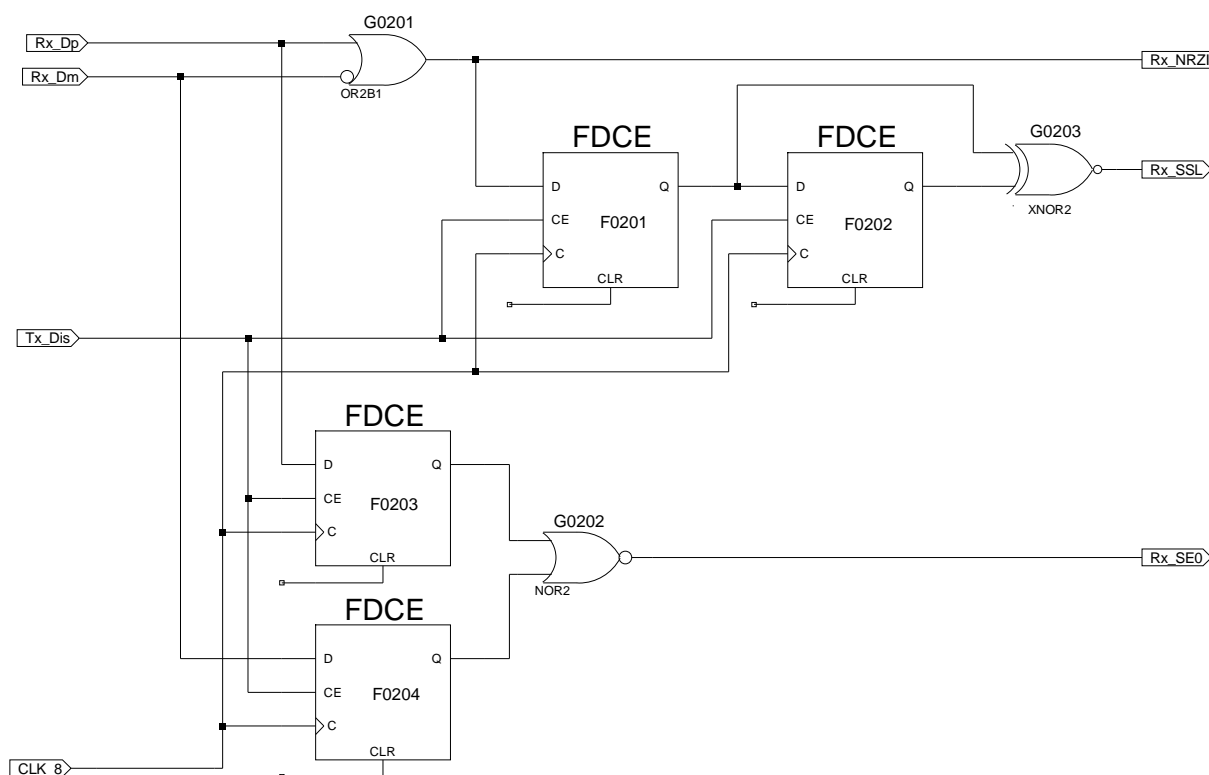 G0201
Rx_Dp
Rx_Dm
OR2B1
Rx_NRZI
FDCE
D
Q
CE
F0201
C
CLR
FDCE
D
Q
CE
F0202
C
CLR
G0203
XNOR2
Rx_SSL
Tx_Dis
FDCE
D
Q
CE
F0203
C
CLR
G0202
NOR2
Rx_SE0
FDCE
D
Q
CE
F0204
C
CLR
CLK_8